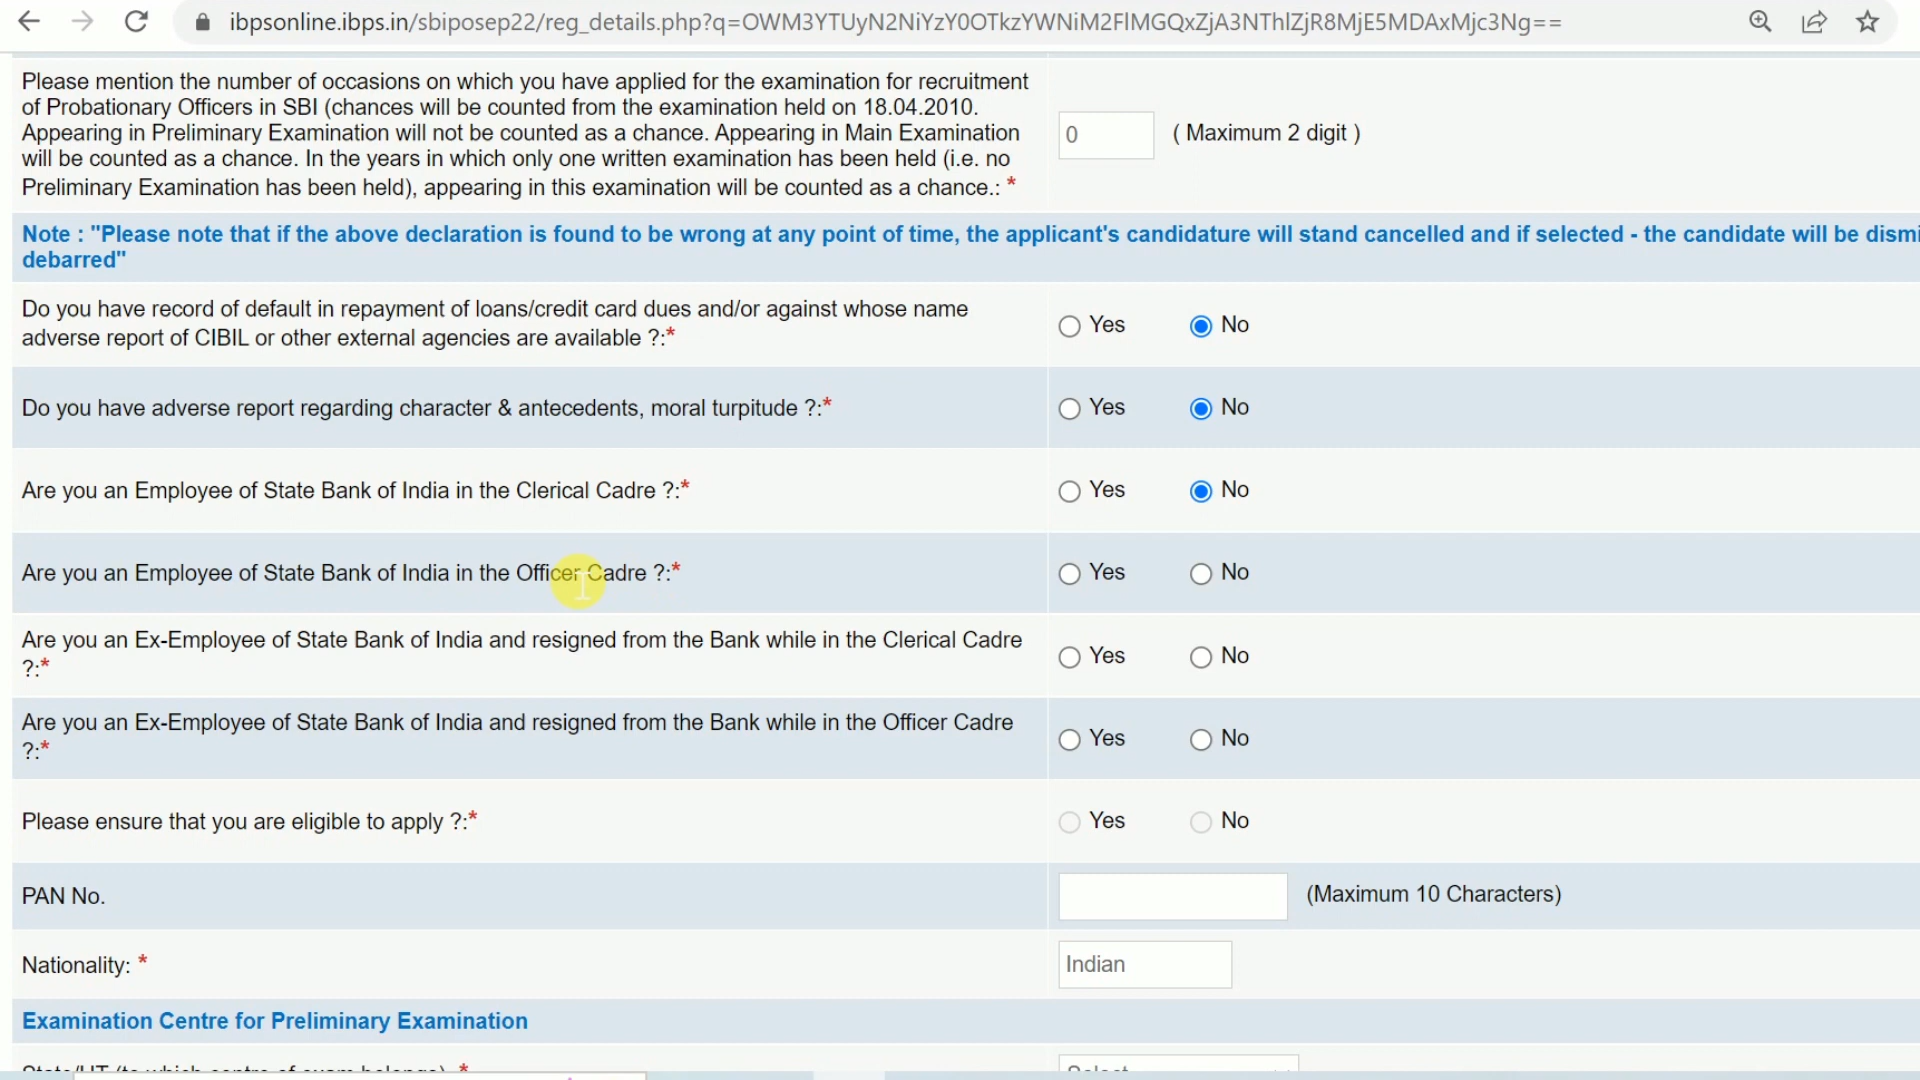 ibpsonline.ibps.in/sbiposep22/reg_details.php?q=OWM3YTUyN2NiYzY0OTkzYWNiM2FlMGQxZjA3NThlZjR8MjE5MDAxMjc3Ng==
Please mention the number of occasions on which you have applied for the examination for recruitment
of Probationary Officers in SBI (chances will be counted from the examination held on 18.04.2010.
Appearing in Preliminary Examination will not be counted as a chance. Appearing in Main Examination
will be counted as a chance. In the years in which only one written examination has been held (i.e. no
Preliminary Examination has been held), appearing in this examination will be counted as a chance.: *
0 ( Maximum 2 digit )
Note : "Please note that if the above declaration is found to be wrong at any point of time, the applicant's candidature will stand cancelled and if selected - the candidate will be dismi
debarred"
Do you have record of default in repayment of loans/credit card dues and/or against whose name
adverse report of CIBIL or other external agencies are available ?:*
Yes No
Do you have adverse report regarding character & antecedents, moral turpitude ?:* Yes No
Are you an Employee of State Bank of India in the Clerical Cadre ?:* Yes No
Are you an Employee of State Bank of India in the Officer Cadre ?:* Yes No
Are you an Ex-Employee of State Bank of India and resigned from the Bank while in the Clerical Cadre
?:*
Yes No
Are you an Ex-Employee of State Bank of India and resigned from the Bank while in the Officer Cadre
?:*
Yes No
Please ensure that you are eligible to apply ?:* Yes No
PAN No. (Maximum 10 Characters)
Nationality: * Indian
Examination Centre for Preliminary Examination
State/UT (to which centre of exam belongs) * Select